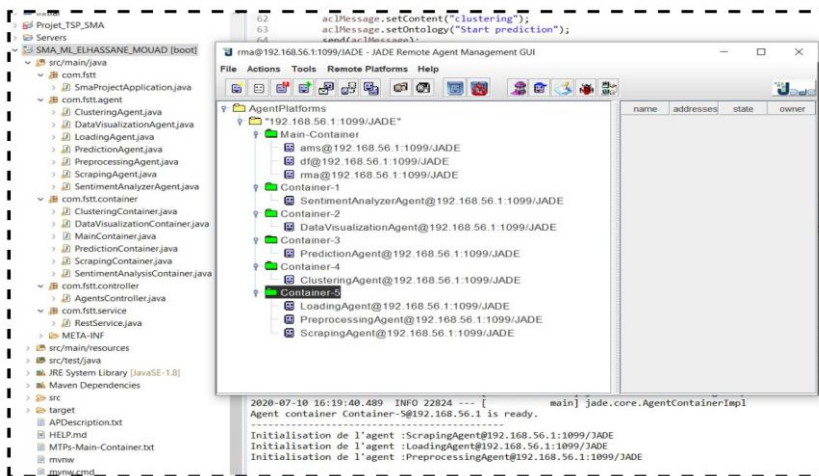 Projet_TSP_SMA
Servers
SMA_ML_ELHASSANE_MOUAD [boot]
src/main/java
com.fstt
SmaProjectApplication.java
com.fstt.agent
ClusteringAgent.java
DataVisualizationAgent.java
LoadingAgent.java
PredictionAgent.java
PreprocessingAgent.java
ScrapingAgent.java
SentimentAnalyzerAgent.java
com.fstt.container
ClusteringContainer.java
DataVisualizationContainer.java
MainContainer.java
PredictionContainer.java
ScrapingContainer.java
SentimentAnalysisContainer.java
com.fstt.controller
AgentsController.java
com.fstt.service
RestService.java
META-INF
src/main/resources
src/test/java
JRE System Library [JavaSE-1.8]
Maven Dependencies
src
target
APDescription.txt
HELP.md
MTPs-Main-Container.txt
mvnw
mvnw.cmd
62 aclMessage.setContent("clustering");
63 aclMessage.setOntology("Start prediction");
64 send(aclMessage);
rma@192.168.56.1:1099/JADE - JADE Remote Agent Management GUI
File Actions Tools Remote Platforms Help
AgentPlatforms
"192.168.56.1:1099/JADE"
Main-Container
ams@192.168.56.1:1099/JADE
df@192.168.56.1:1099/JADE
rma@192.168.56.1:1099/JADE
Container-1
SentimentAnalyzerAgent@192.168.56.1:1099/JADE
Container-2
DataVisualizationAgent@192.168.56.1:1099/JADE
Container-3
PredictionAgent@192.168.56.1:1099/JADE
Container-4
ClusteringAgent@192.168.56.1:1099/JADE
Container-5
LoadingAgent@192.168.56.1:1099/JADE
PreprocessingAgent@192.168.56.1:1099/JADE
ScrapingAgent@192.168.56.1:1099/JADE
name addresses state owner
2020-07-10 16:19:40.489 INFO 22824 --- [ main] jade.core.AgentContainerImpl
Agent container Container-5@192.168.56.1 is ready.
--------------------------------------------
Initialisation de l'agent :ScrapingAgent@192.168.56.1:1099/JADE
Initialisation de l'agent :LoadingAgent@192.168.56.1:1099/JADE
Initialisation de l'agent :PreprocessingAgent@192.168.56.1:1099/JADE